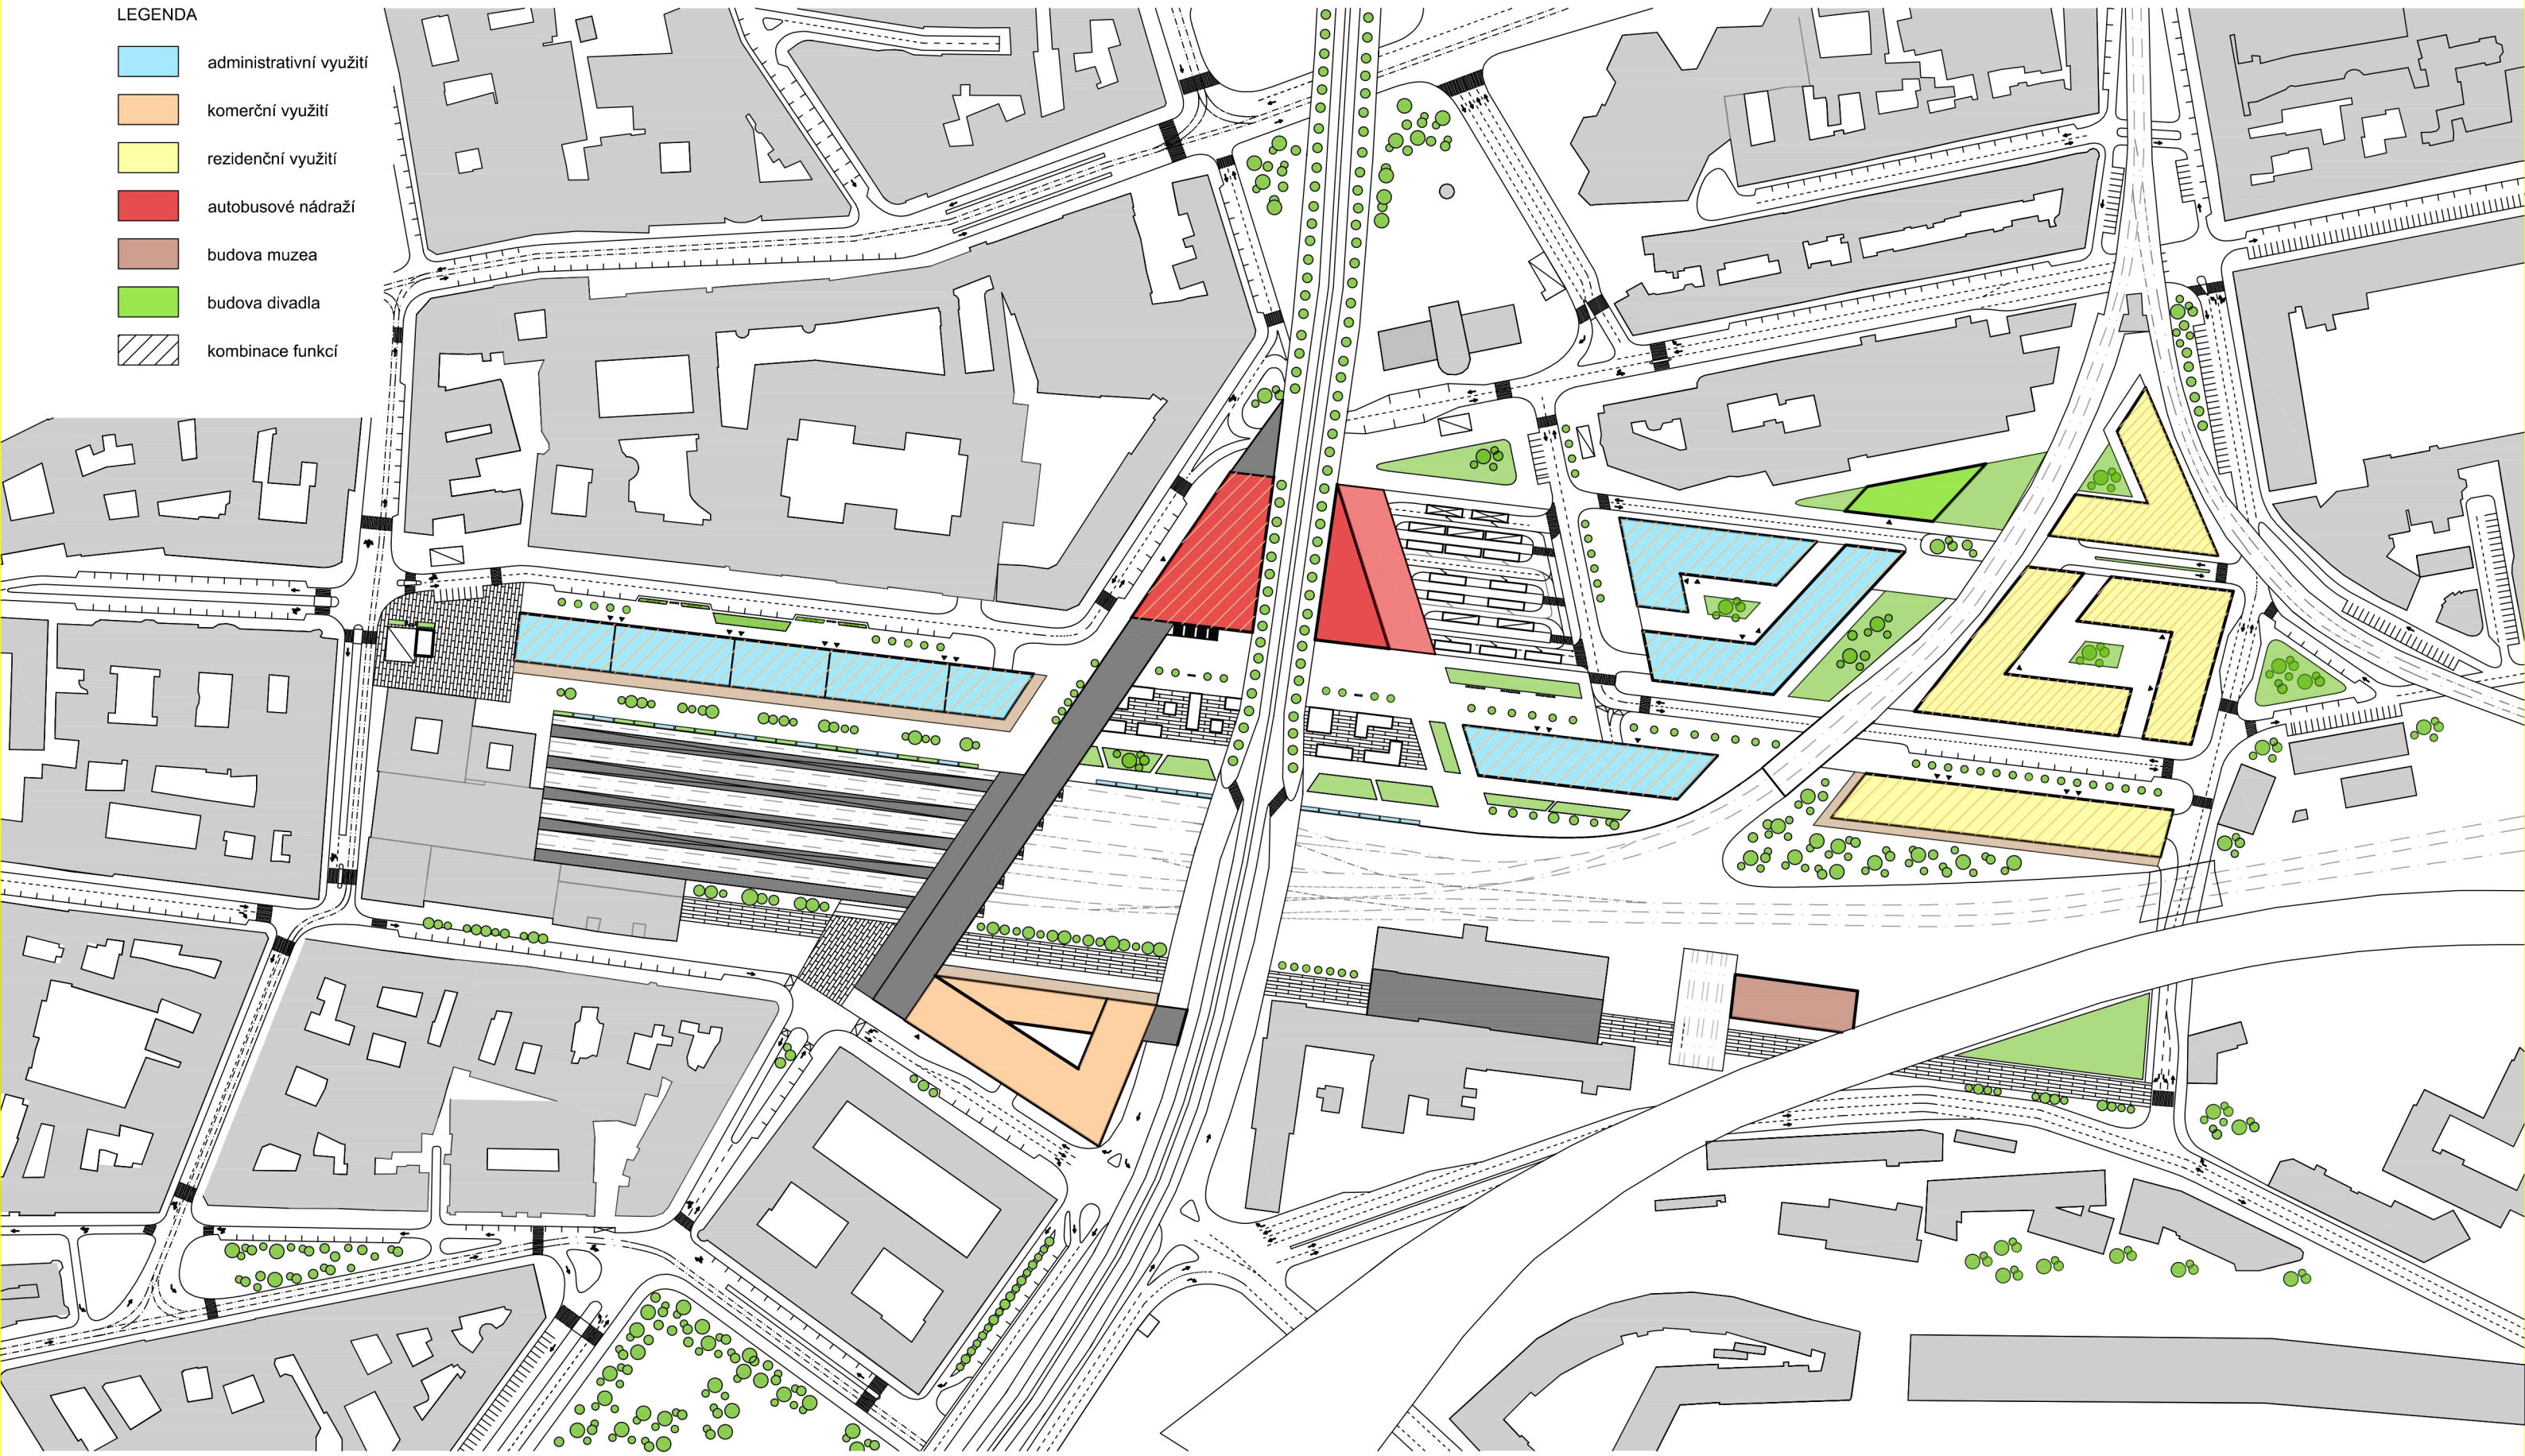 LEGENDA
administrativní využití
komerční využití
rezidenční využití
autobusové nádraží
budova muzea
budova divadla
kombinace funkcí